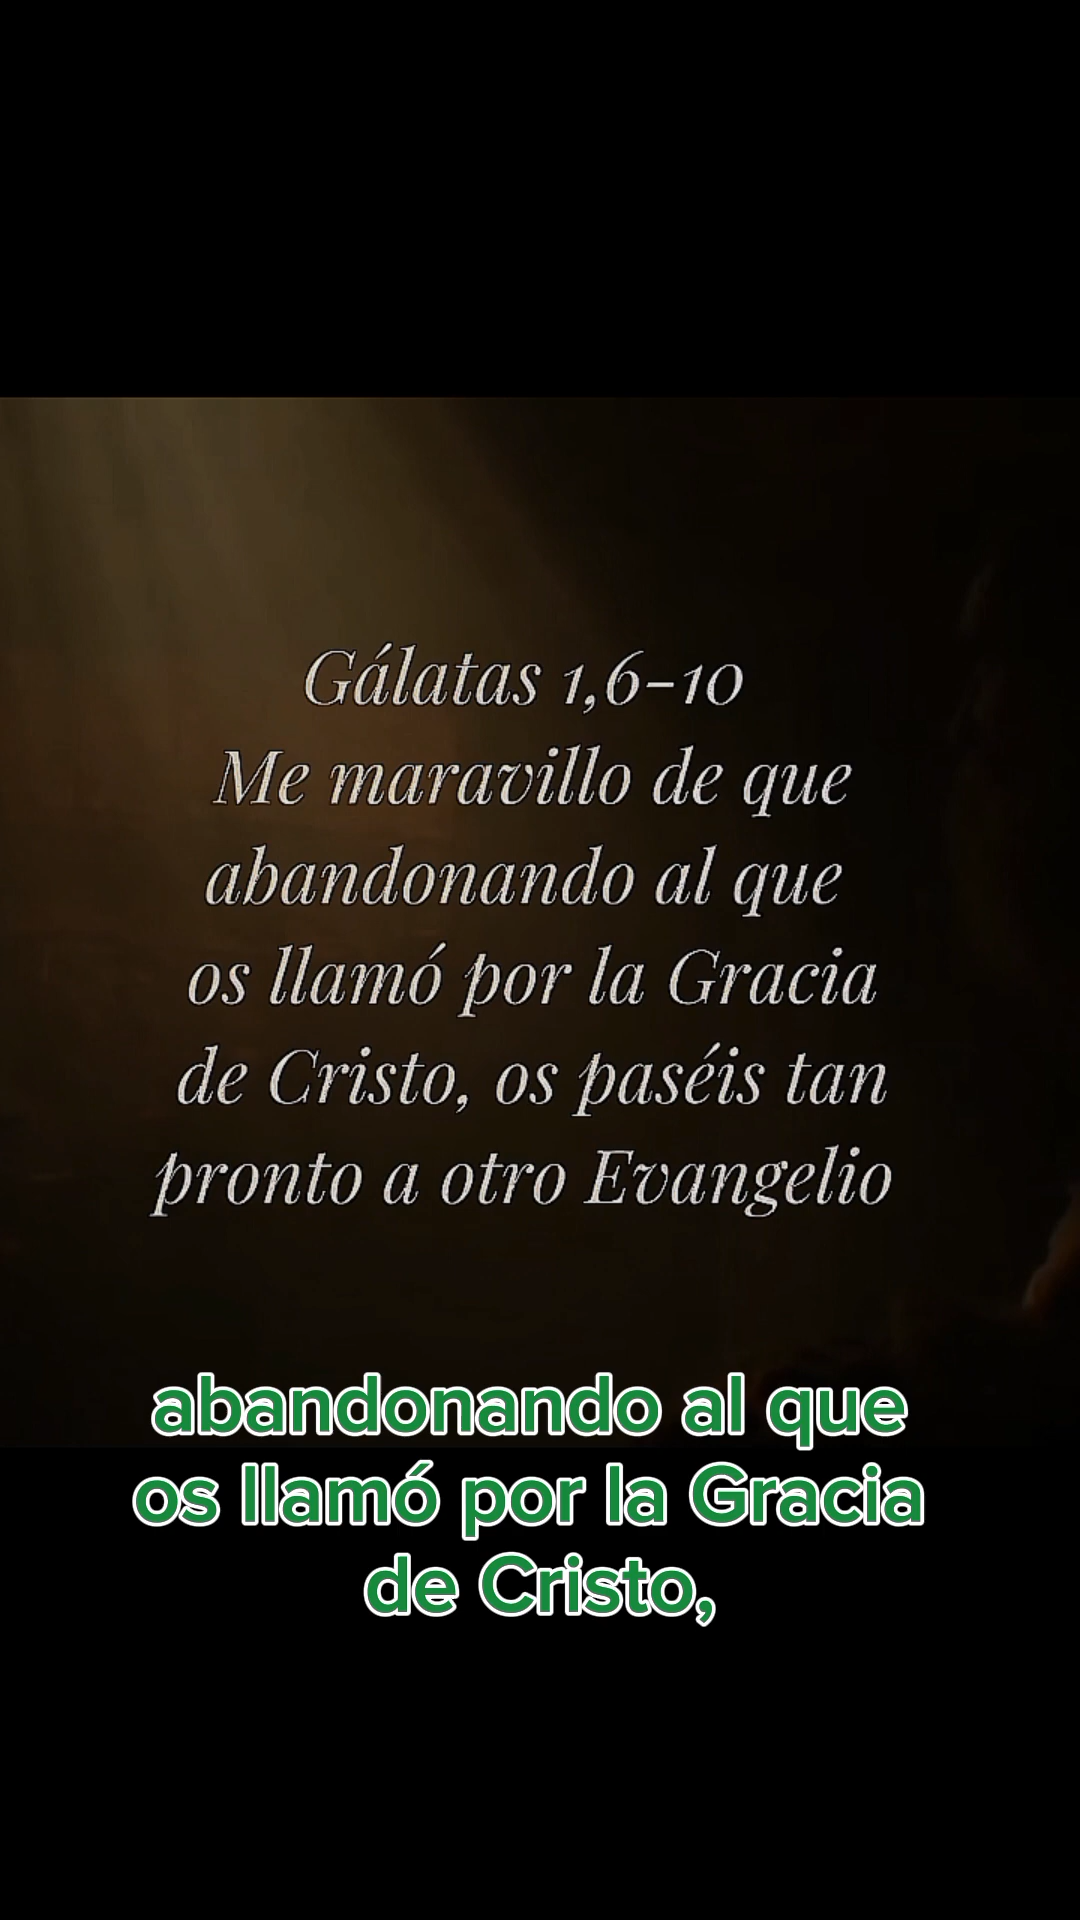 Gálatas 1,6-10
Me maravillo de que
abandonando al que
os llamó por la Gracia
de Cristo, os paséis tan
pronto a otro Evangelio
abandonando al que
os llamó por la Gracia
de Cristo,